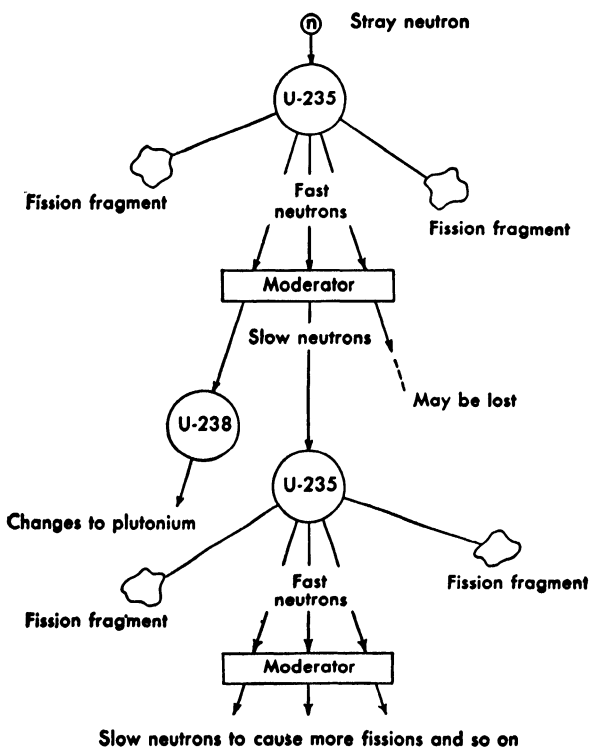 n
Stray neutron
U-235
Fission fragment
Fast
neutrons
Fission fragment
Moderator
Slow neutrons
May be lost
U-238
U-235
Changes to plutonium
Fission fragment
Fast
neutrons
Fission fragment
Moderator
Slow neutrons to cause more fissions and so on